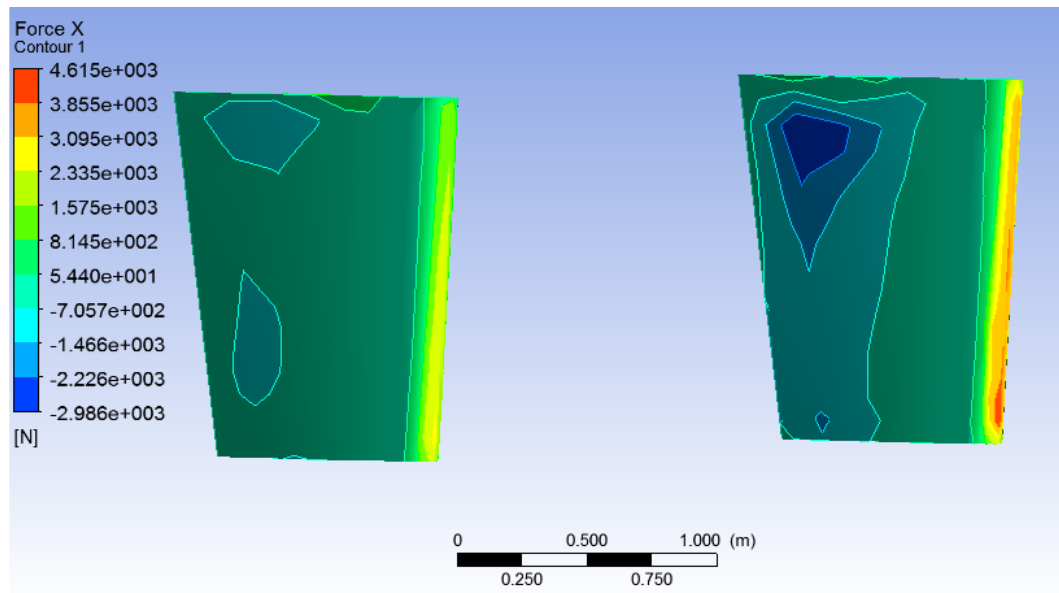 Force X
Contour 1
4.615e+003
3.855e+003
3.095e+003
2.335e+003
1.575e+003
8.145e+002
5.440e+001
-7.057e+002
-1.466e+003
-2.226e+003
-2.986e+003
[N]
0 0.500 1.000 (m)
0.250 0.750